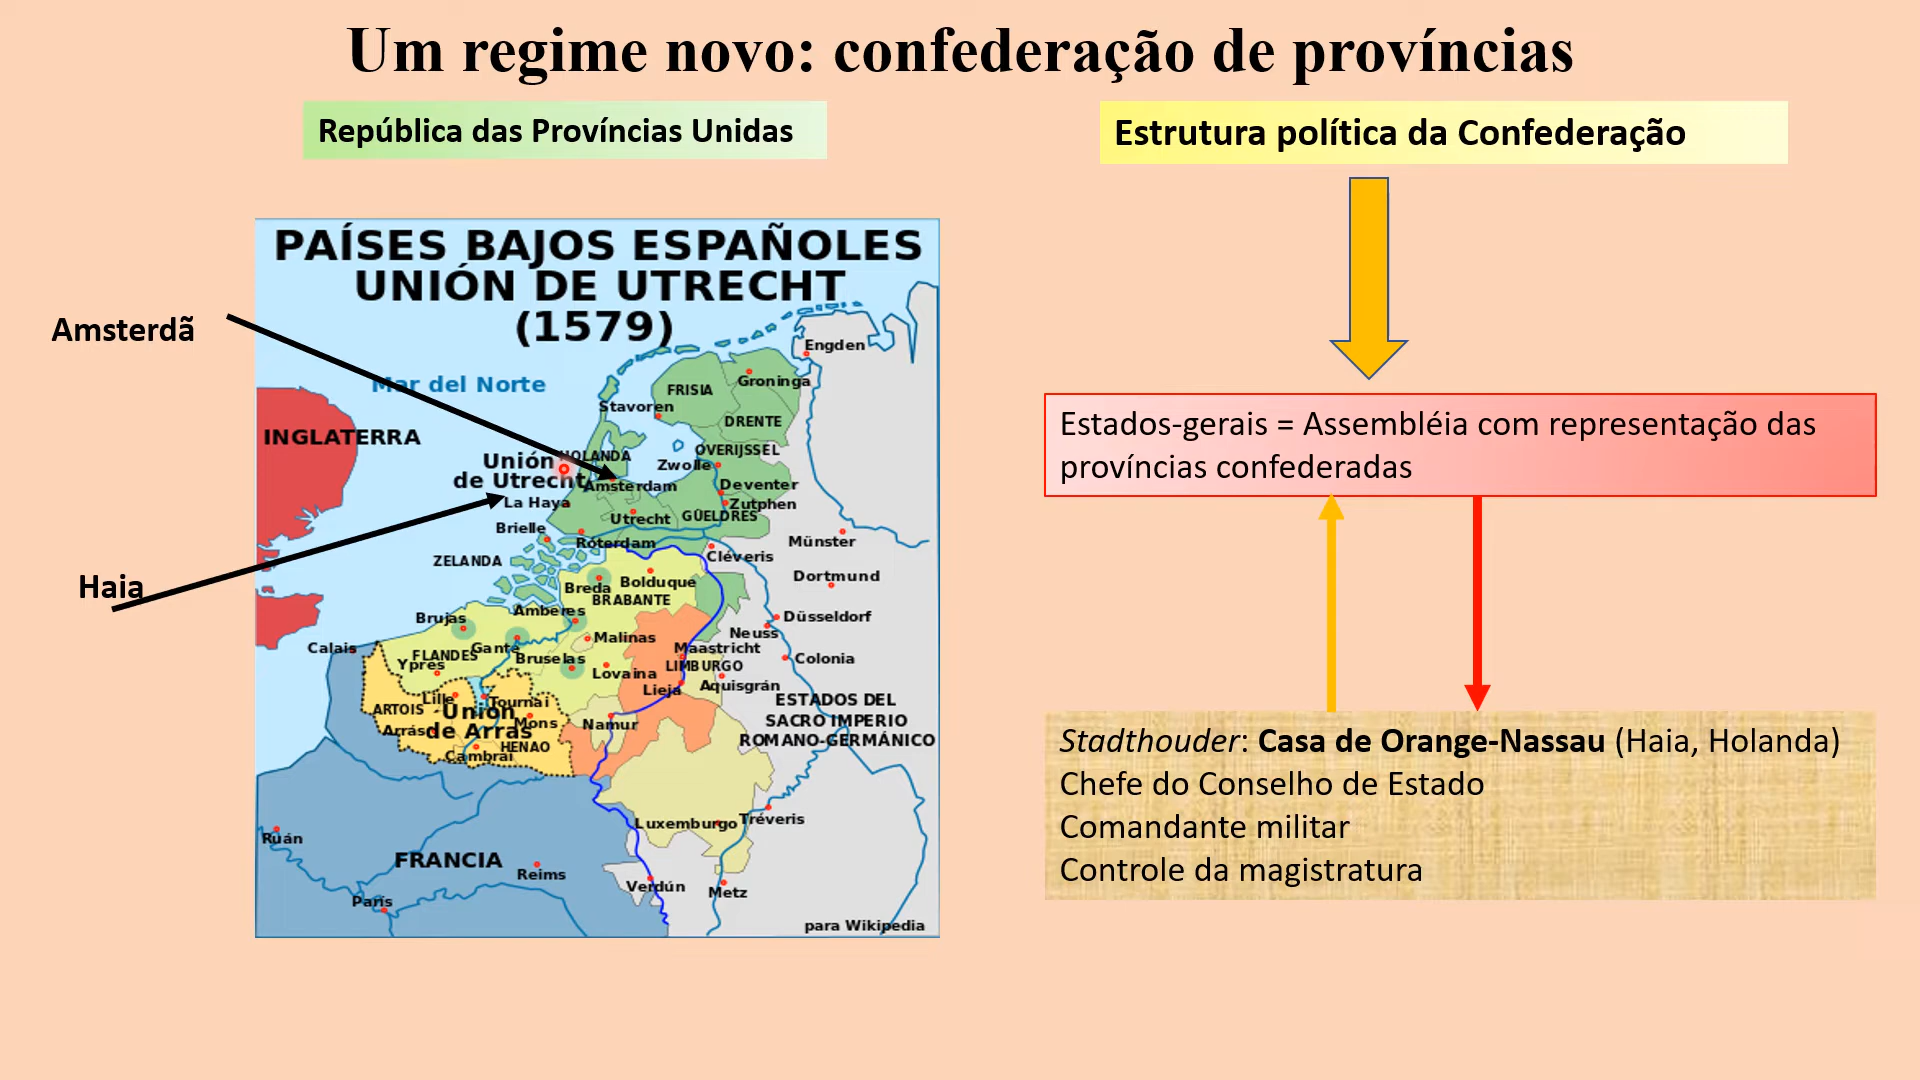 Um regime novo: confederação de províncias
República das Províncias Unidas
Estrutura política da Confederação
Amsterdã
Haia
PAÍSES BAJOS ESPAÑOLES
UNIÓN DE UTRECHT
(1579)
Mar del Norte
INGLATERRA
Engden
Groninga
FRISIA
Stavoren
DRENTE
HOLANDA
OVERIJSSEL
Unión
de Utrecht
Zwolle
Amsterdam
Deventer
La Haya
Zutphen
Utrecht
GÜELDRES
Brielle
Róterdam
Münster
Cléveris
ZELANDA
Dortmund
Breda
Bolduque
BRABANTE
Amberes
Brujas
Düsseldorf
Malinas
Neuss
Calais
Gante
FLANDES
Maastricht
Bruselas
Colonia
Ypres
LIMBURGO
Lovaina
Lieja
Aquisgrán
Lille
Tournai
ESTADOS DEL
SACRO IMPERIO
ROMANO-GERMÁNICO
ARTOIS
Unión
de Arras
Mons
Namur
Arrás
HENAO
Cambrai
Luxemburgo
Tréveris
Ruán
FRANCIA
Reims
Verdún
Metz
París
para Wikipedia
Estados-gerais = Assembléia com representação das
províncias confederadas
Stadthouder: Casa de Orange-Nassau (Haia, Holanda)
Chefe do Conselho de Estado
Comandante militar
Controle da magistratura